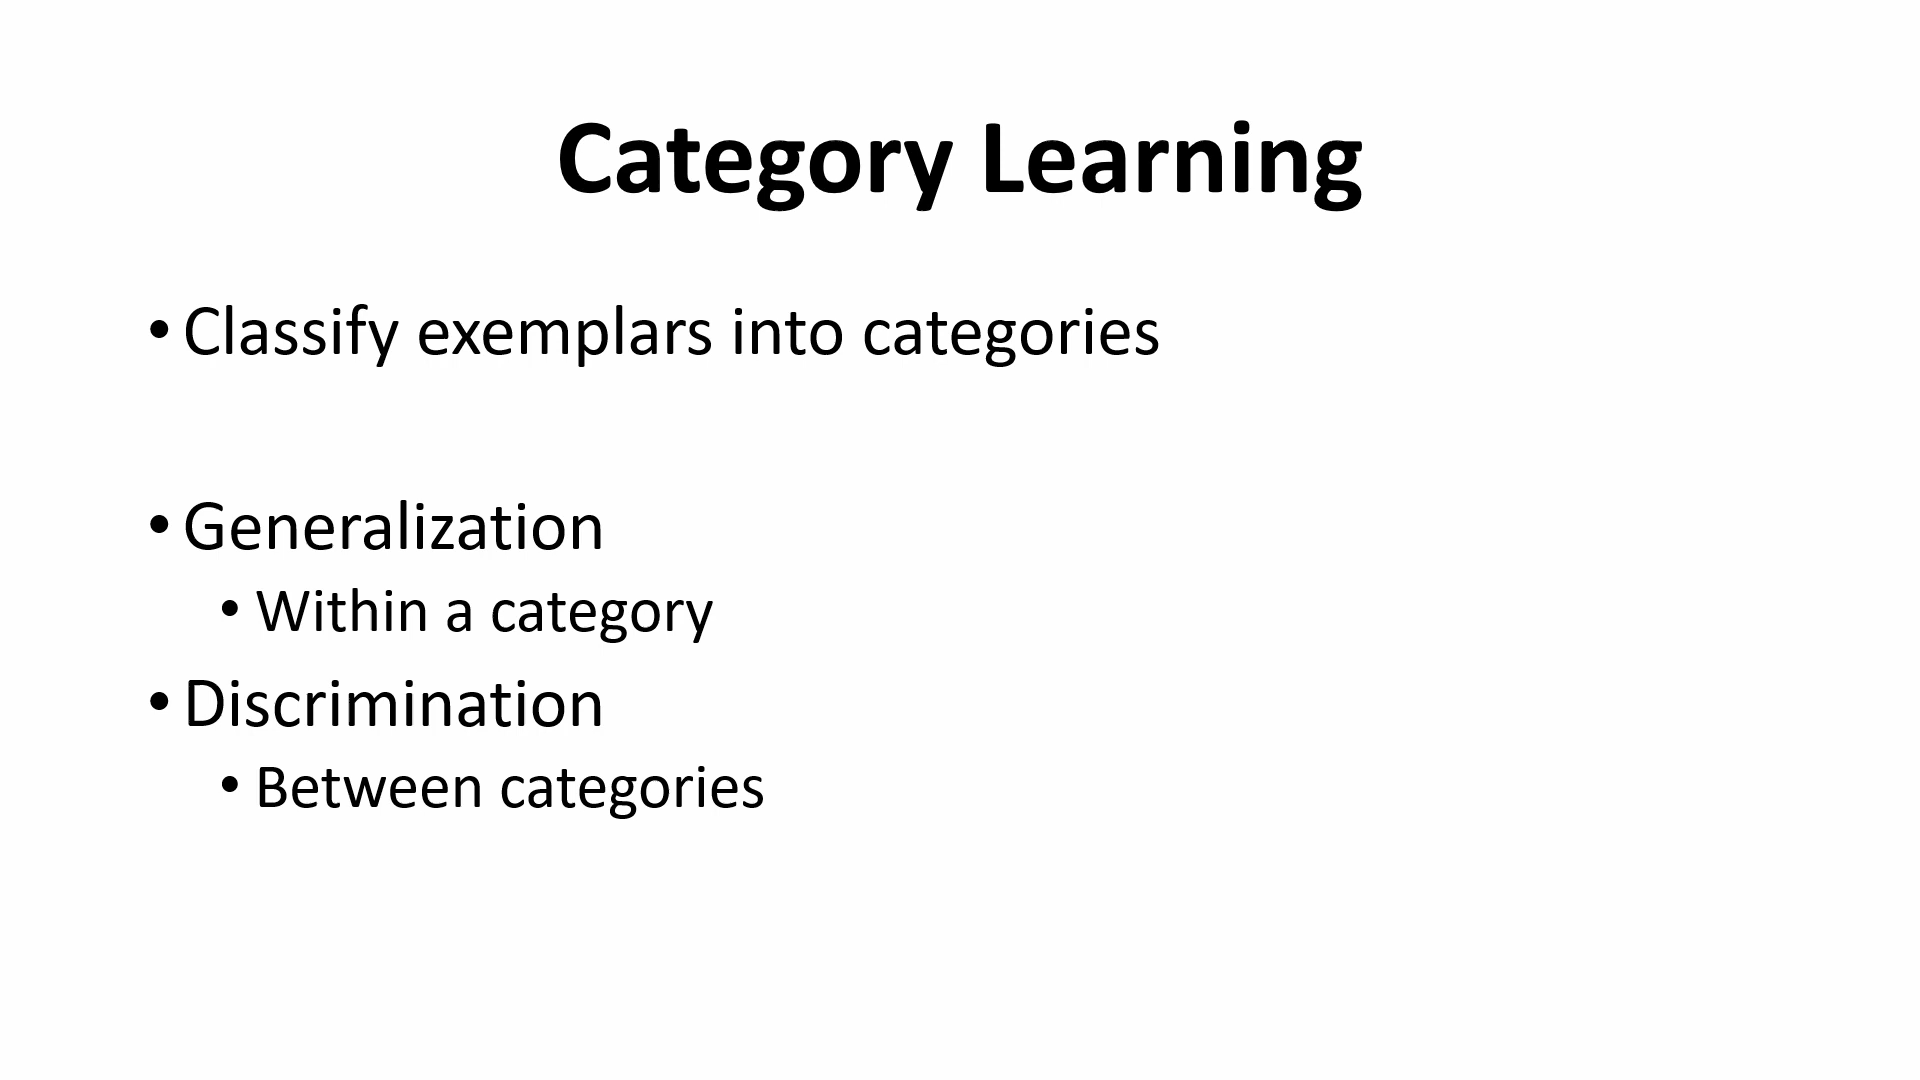 Category Learning
• Classify exemplars into categories
• Generalization
• Within a category
• Discrimination
• Between categories